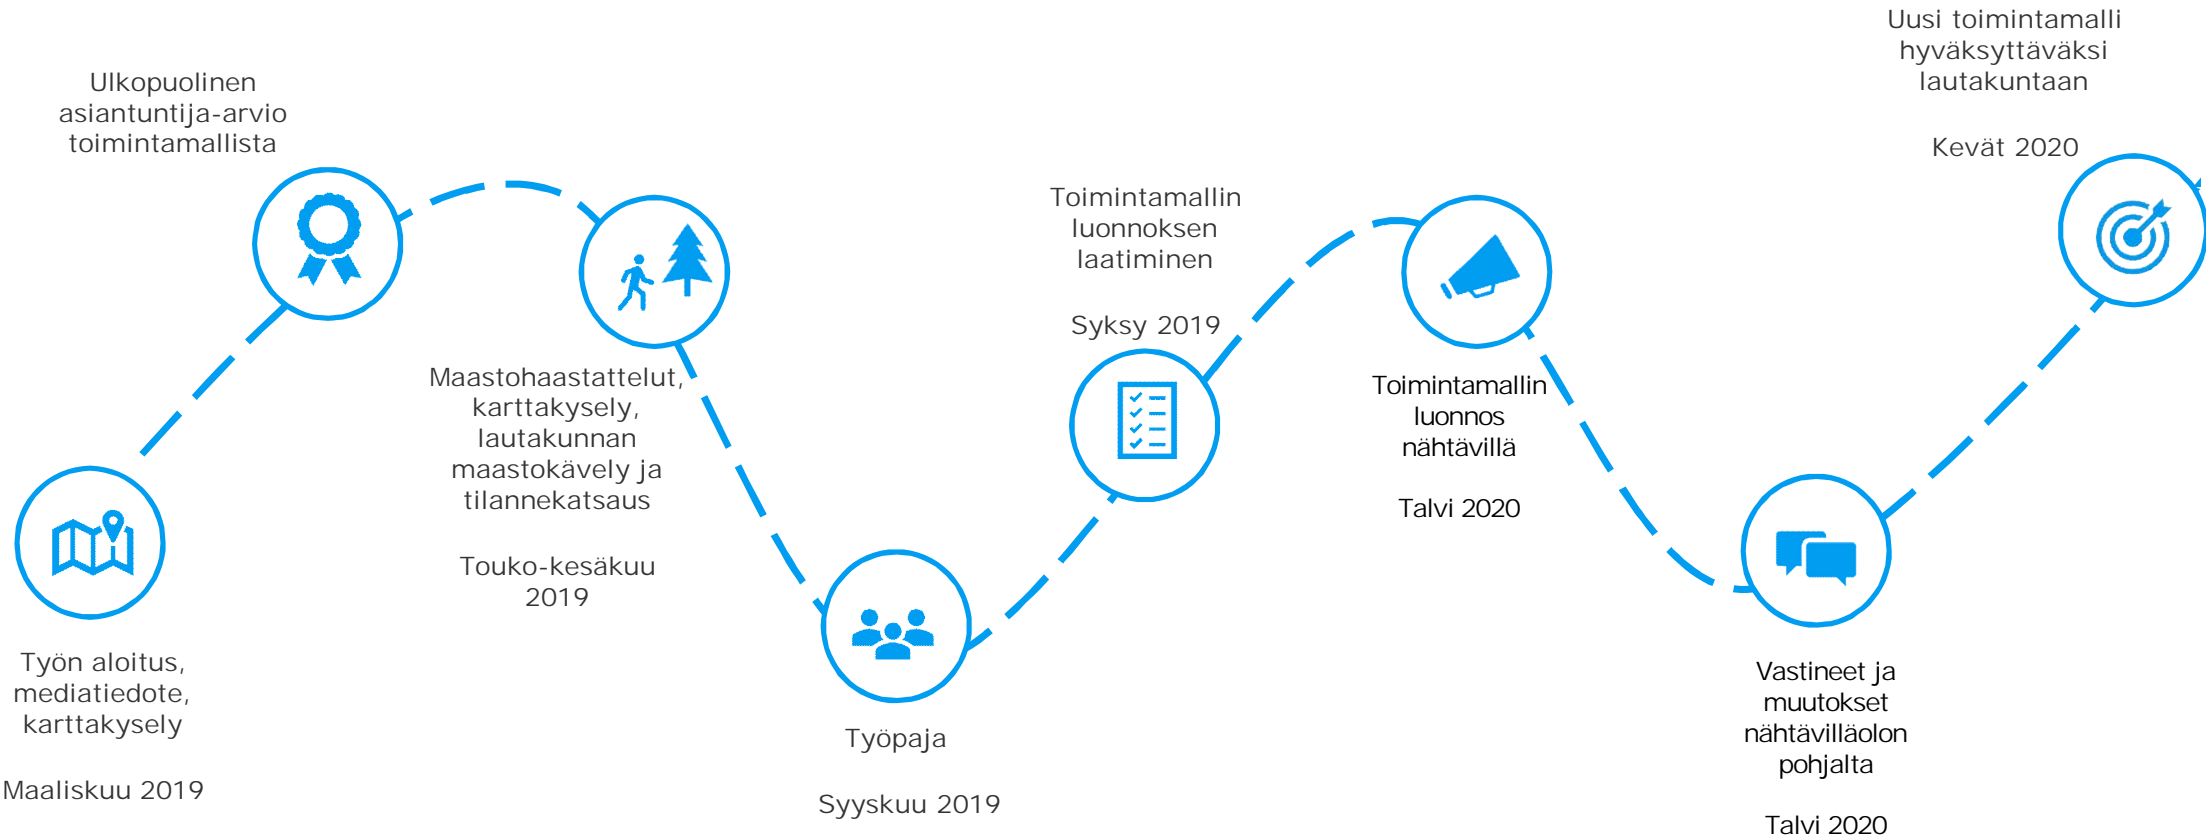 Työn aloitus,
mediatiedote,
karttakysely
Maaliskuu 2019
Ulkopuolinen
asiantuntija-arvio
toimintamallista
Maastohaastattelut,
karttakysely,
lautakunnan
maastokävely ja
tilannekatsaus
Touko-kesäkuu
2019
Työpaja
Syyskuu 2019
Toimintamallin
luonnoksen
laatiminen
Syksy 2019
Toimintamallin
luonnos
nähtävillä
Talvi 2020
Vastineet ja
muutokset
nähtävilläolon
pohjalta
Talvi 2020
Uusi toimintamalli
hyväksyttäväksi
lautakuntaan
Kevät 2020